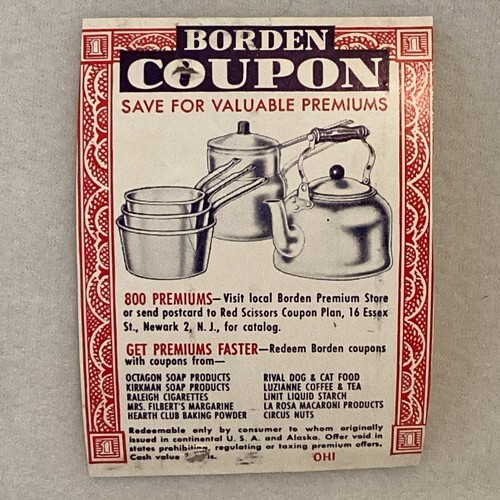 1 1
BORDEN
COUPON
SAVE FOR VALUABLE PREMIUMS
800 PREMIUMS—Visit local Borden Premium Store
or send postcard to Red Scissors Coupon Plan, 16 Essex
St., Newark 2, N. J., for catalog.
GET PREMIUMS FASTER—Redeem Borden coupons
with coupons from—
OCTAGON SOAP PRODUCTS
KIRKMAN SOAP PRODUCTS
RALEIGH CIGARETTES
MRS. FILBERT'S MARGARINE
HEARTH CLUB BAKING POWDER
RIVAL DOG & CAT FOOD
LUZIANNE COFFEE & TEA
LINIT LIQUID STARCH
LA ROSA MACARONI PRODUCTS
CIRCUS NUTS
Redeemable only by consumer to whom originally
issued in continental U. S. A. and Alaska. Offer void in
states prohibiting, regulating or taxing premium offers.
Cash value
OHI
1 1